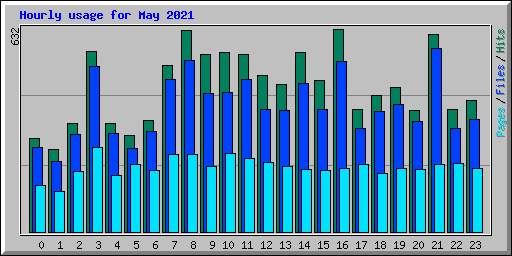 Hourly usage for May 2021
632
Pages/Files/Hits
0 1 2 3 4 5 6 7 8 9 10 11 12 13 14 15 16 17 18 19 20 21 22 23